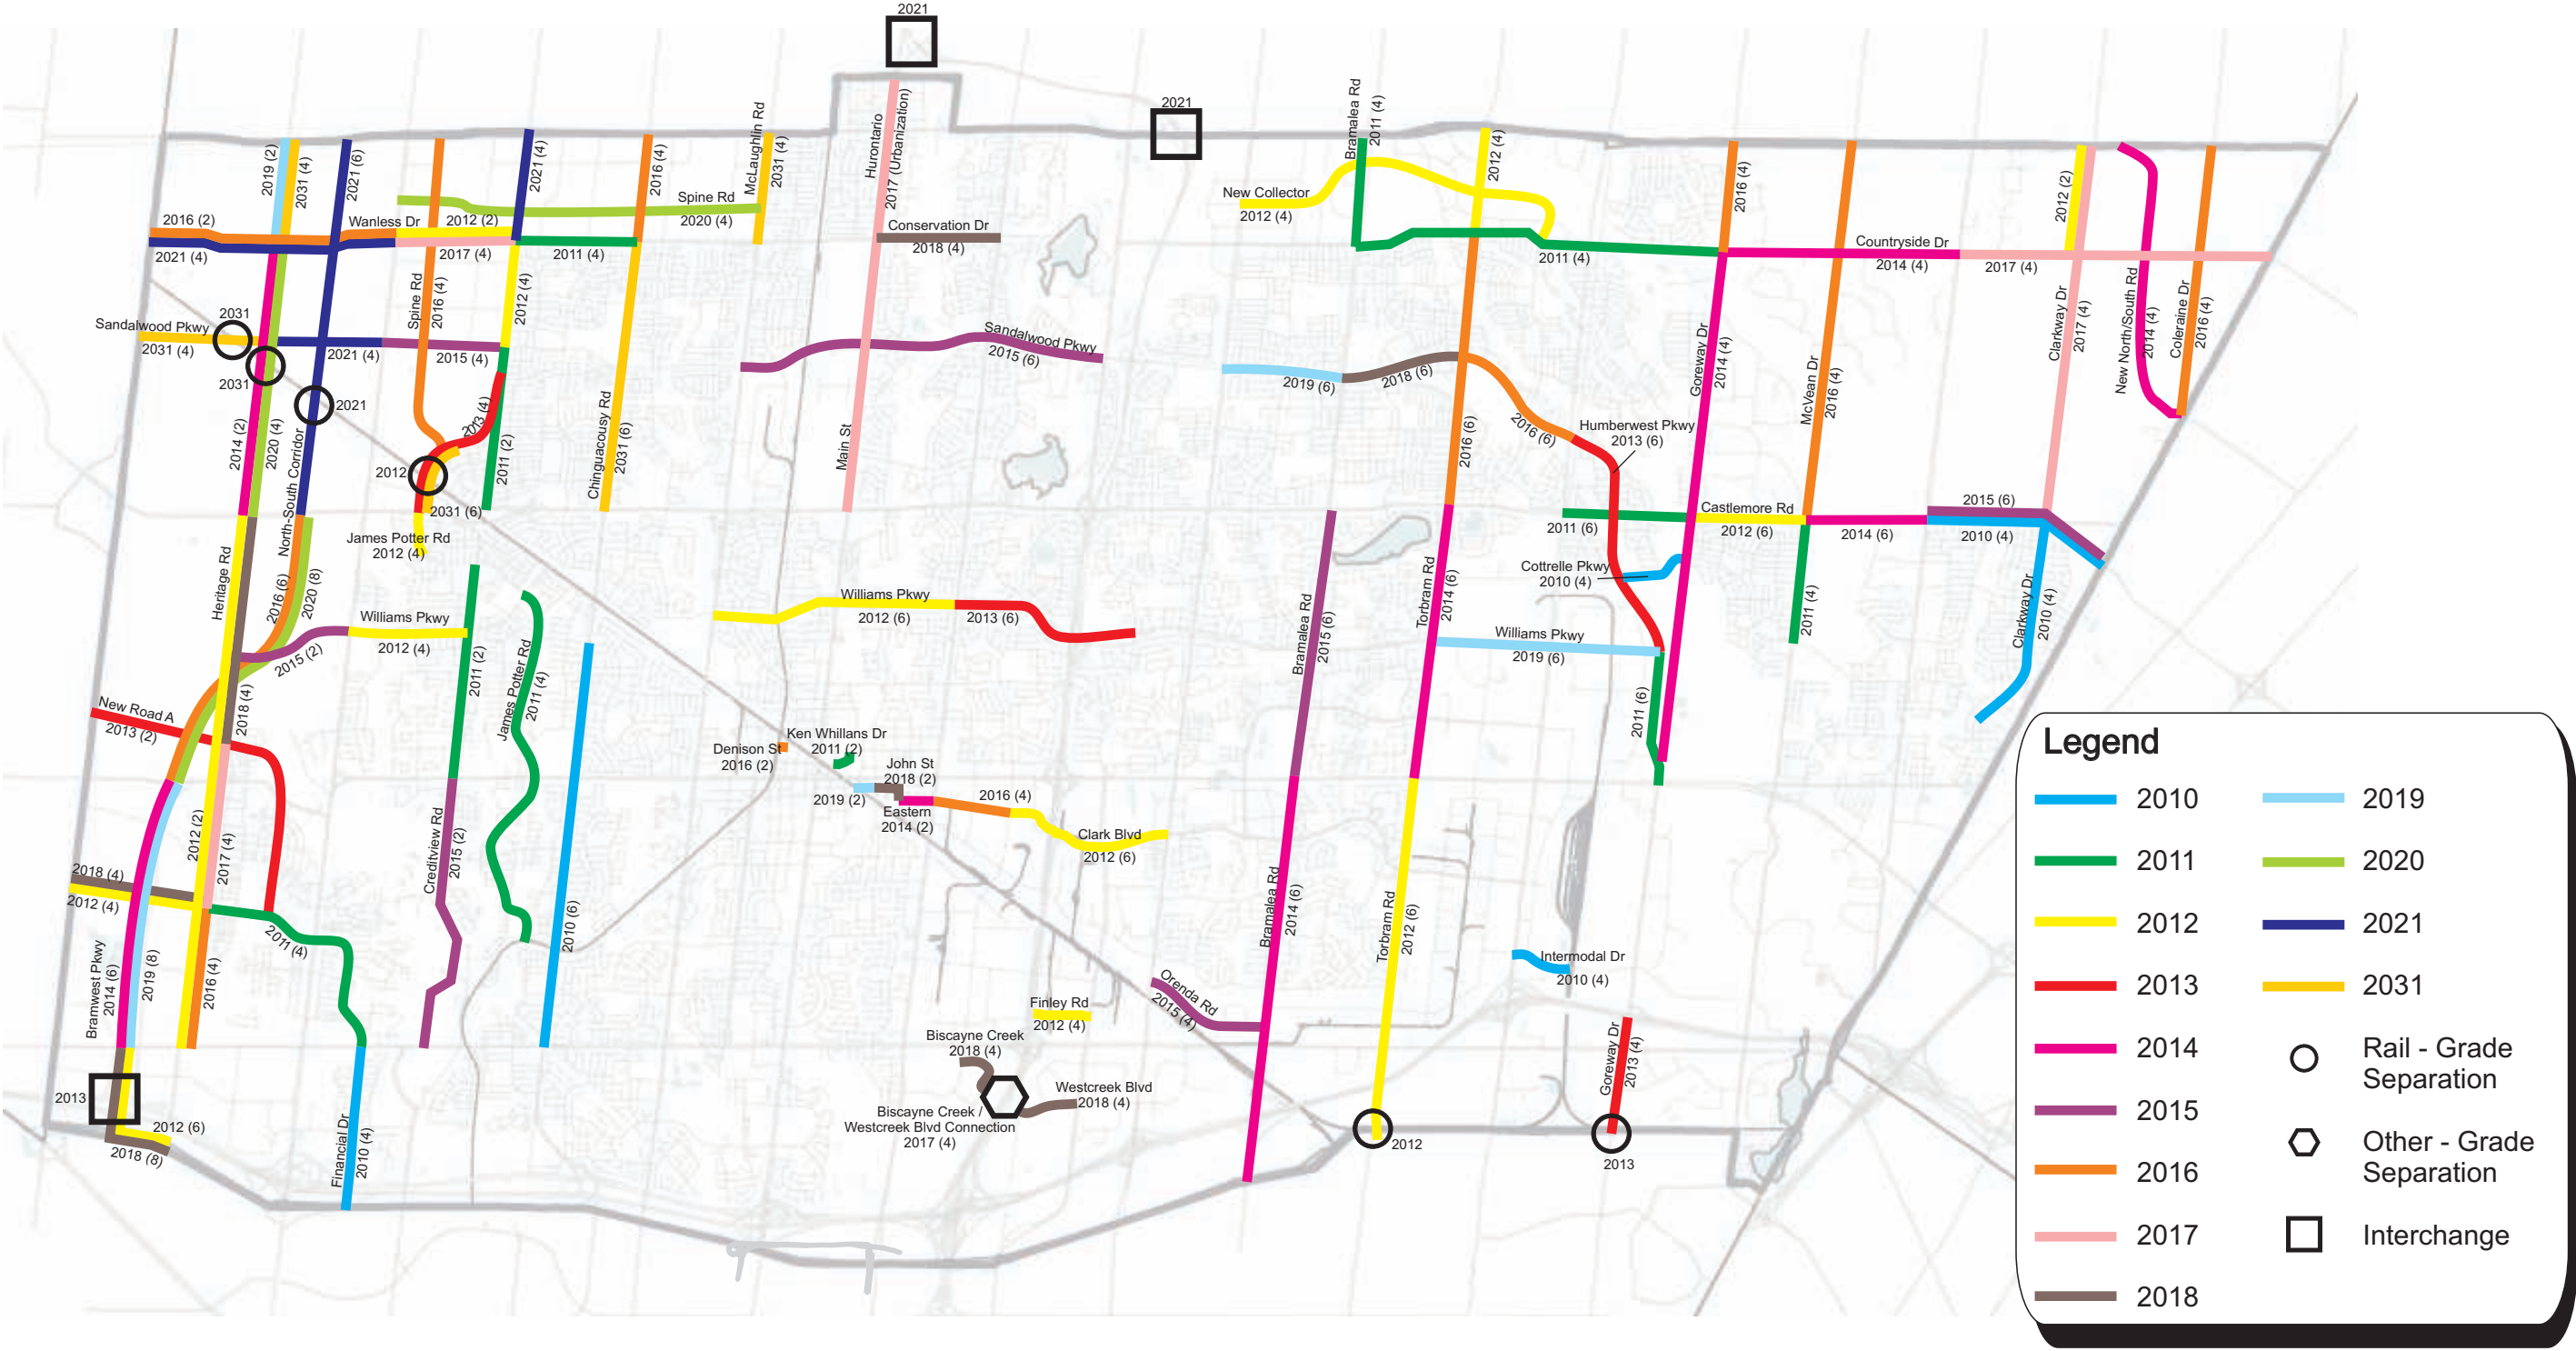 2021
2021
2019 (2)
2031 (4)
2021 (6)
2021 (4)
2016 (4)
McLaughlin Rd
2031 (4)
Hurontario
2017 (Urbanization)
Bramalea Rd
2011 (4)
2012 (4)
New Collector
2012 (4)
2016 (4)
2012 (2)
2016 (2)
Wanless Dr
2012 (2)
Spine Rd
2020 (4)
2021 (4)
2017 (4)
2011 (4)
Conservation Dr
2018 (4)
2011 (4)
Countryside Dr
2014 (4)
2017 (4)
Spine Rd
2016 (4)
2012 (4)
Sandalwood Pkwy
2031 (4)
2031
2031
2021 (4)
2015 (4)
2021
Sandalwood Pkwy
2015 (6)
2019 (6)
2018 (6)
2016 (6)
2016 (6)
Humberwest Pkwy
2013 (6)
Goreway Dr
2014 (4)
McVean Dr
2016 (4)
Clarkway Dr
2017 (4)
New North/South Rd
2014 (4)
Coleraine Dr
2016 (4)
2014 (2)
2020 (4)
North-South Corridor
2013 (4)
2011 (2)
2012
2031 (6)
James Potter Rd
2012 (4)
Chinguacousy Rd
2031 (6)
Main St
2011 (6)
Castlemore Rd
2012 (6)
2014 (6)
2015 (6)
2010 (4)
Cottrelle Pkwy
2010 (4)
Heritage Rd
2016 (6)
2020 (8)
Williams Pkwy
2012 (4)
2015 (2)
Williams Pkwy
2012 (6)
2013 (6)
Bramalea Rd
2015 (6)
Torbram Rd
2014 (6)
Williams Pkwy
2019 (6)
2011 (4)
Clarkway Dr
2010 (4)
New Road A
2013 (2)
2018 (4)
2011 (2)
James Potter Rd
2011 (4)
2011 (6)
Denison St
2016 (2)
Ken Whillans Dr
2011 (2)
John St
2018 (2)
2019 (2)
Eastern
2014 (2)
2016 (4)
Clark Blvd
2012 (6)
2012 (2)
2017 (4)
Creditview Rd
2015 (2)
2018 (4)
2012 (4)
2011 (4)
2010 (6)
Bramalea Rd
2014 (6)
Torbram Rd
2012 (6)
Bramwest Pkwy
2014 (6)
2019 (8)
2016 (4)
Intermodal Dr
2010 (4)
Orenda Rd
2015 (4)
Finley Rd
2012 (4)
Biscayne Creek
2018 (4)
Westcreek Blvd
2018 (4)
Biscayne Creek /
Westcreek Blvd Connection
2017 (4)
Goreway Dr
2013 (4)
2012
2013
2013
2012 (6)
2018 (8)
Financial Dr
2010 (4)
Legend
2010
2011
2012
2013
2014
2015
2016
2017
2018
2019
2020
2021
2031
Rail - Grade
Separation
Other - Grade
Separation
Interchange